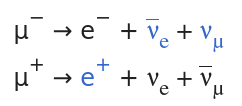 μ⁻ → e⁻ + ν̅ₑ + ν_μ
μ⁺ → e⁺ + νₑ + ν̅_μ